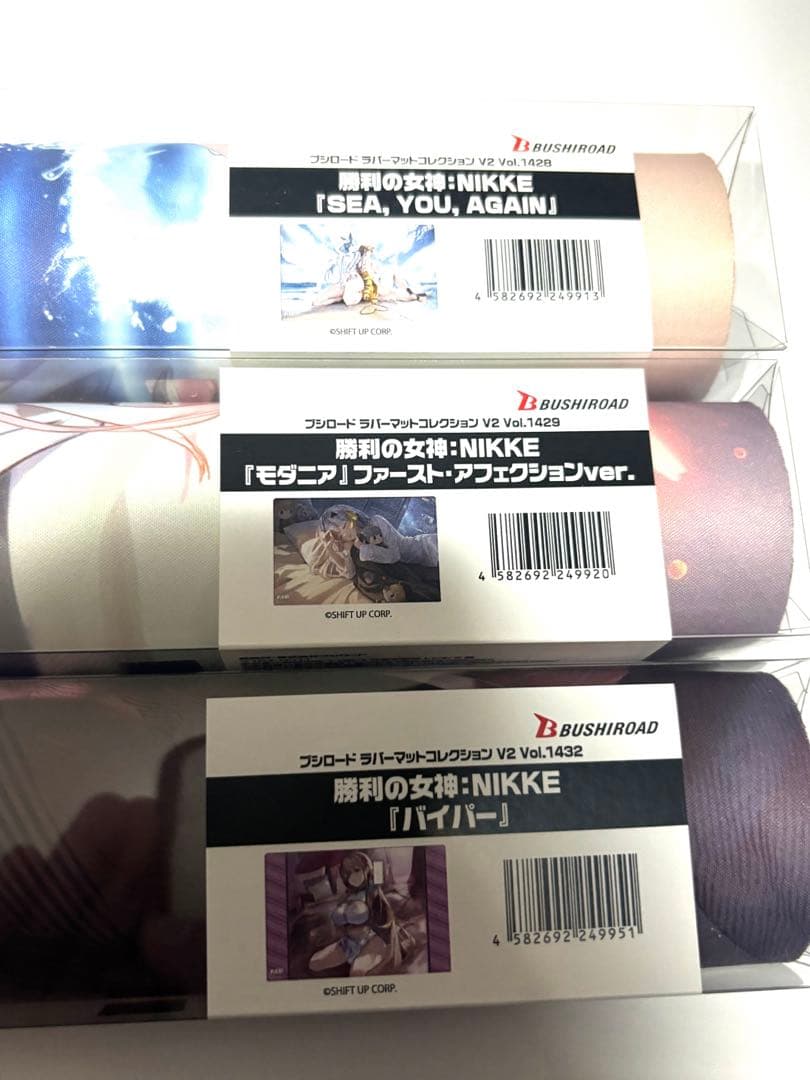 BUSHIROAD
ブシロード ラバーマットコレクション V2 Vol.1428
勝利の女神:NIKKE
『SEA, YOU, AGAIN』
4 582692 249913
©SHIFT UP CORP.
BUSHIROAD
ブシロード ラバーマットコレクション V2 Vol.1429
勝利の女神:NIKKE
『モダニア』ファースト・アフェクションver.
4 582692 249920
©SHIFT UP CORP.
BUSHIROAD
ブシロード ラバーマットコレクション V2 Vol.1432
勝利の女神:NIKKE
『バイパー』
4 582692 249951
©SHIFT UP CORP.